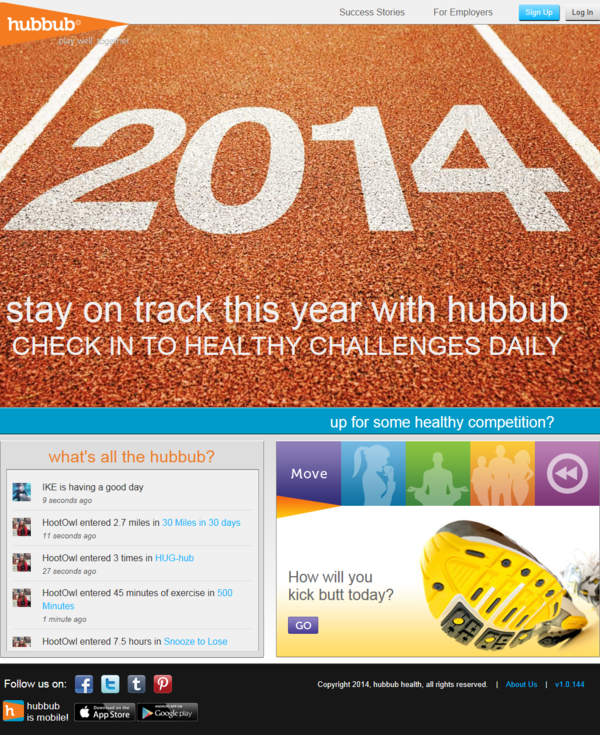 hubbub®
play well together
Success Stories
For Employers
Sign Up
Log In
2014
stay on track this year with hubbub
CHECK IN TO HEALTHY CHALLENGES DAILY
up for some healthy competition?
what's all the hubbub?
IKE is having a good day
9 seconds ago
HootOwl entered 2.7 miles in 30 Miles in 30 days
11 seconds ago
HootOwl entered 3 times in HUG-hub
27 seconds ago
HootOwl entered 45 minutes of exercise in 500
Minutes
1 minute ago
HootOwl entered 7.5 hours in Snooze to Lose
Move
How will you
kick butt today?
GO
Follow us on:
f
t
t
P
Copyright 2014, hubbub health, all rights reserved. | About Us | v1.0.144
h
hubbub
is mobile!
Download on the
App Store
ANDROID APP ON
Google play